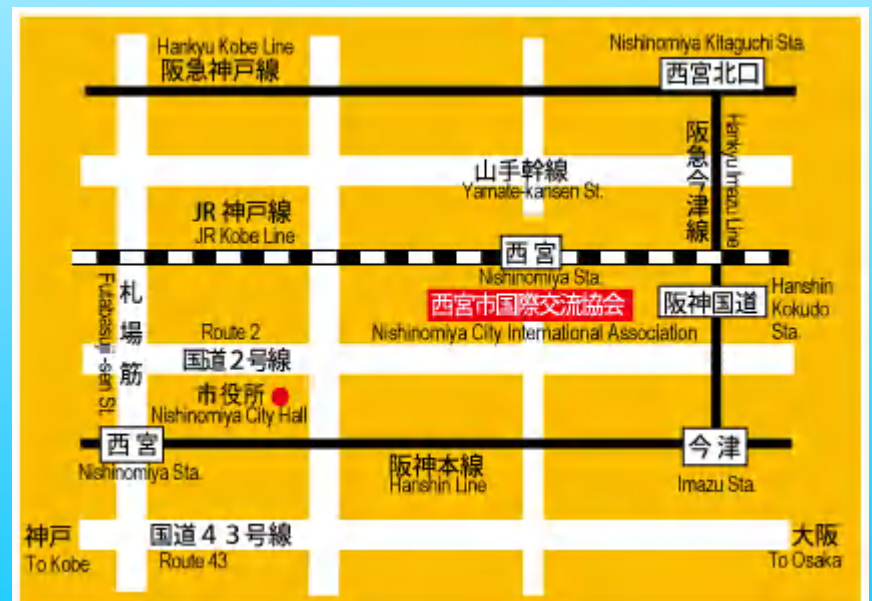 Hankyu Kobe Line
阪急神戸線
Nishinomiya Kitaguchi Sta.
西宮北口
阪急今津線
Hankyu Imazu Line
山手幹線
Yamate-kansen St.
JR 神戸線
JR Kobe Line
西宮
Nishinomiya Sta.
西宮市国際交流協会
Nishinomiya City International Association
阪神国道
Hanshin
Kokudo
Sta.
札場筋
Futabasuji-sen St.
Route 2
国道2号線
市役所
Nishinomiya City Hall
西宮
Nishinomiya Sta.
阪神本線
Hanshin Line
今津
Imazu Sta.
神戸
To Kobe
国道43号線
Route 43
大阪
To Osaka